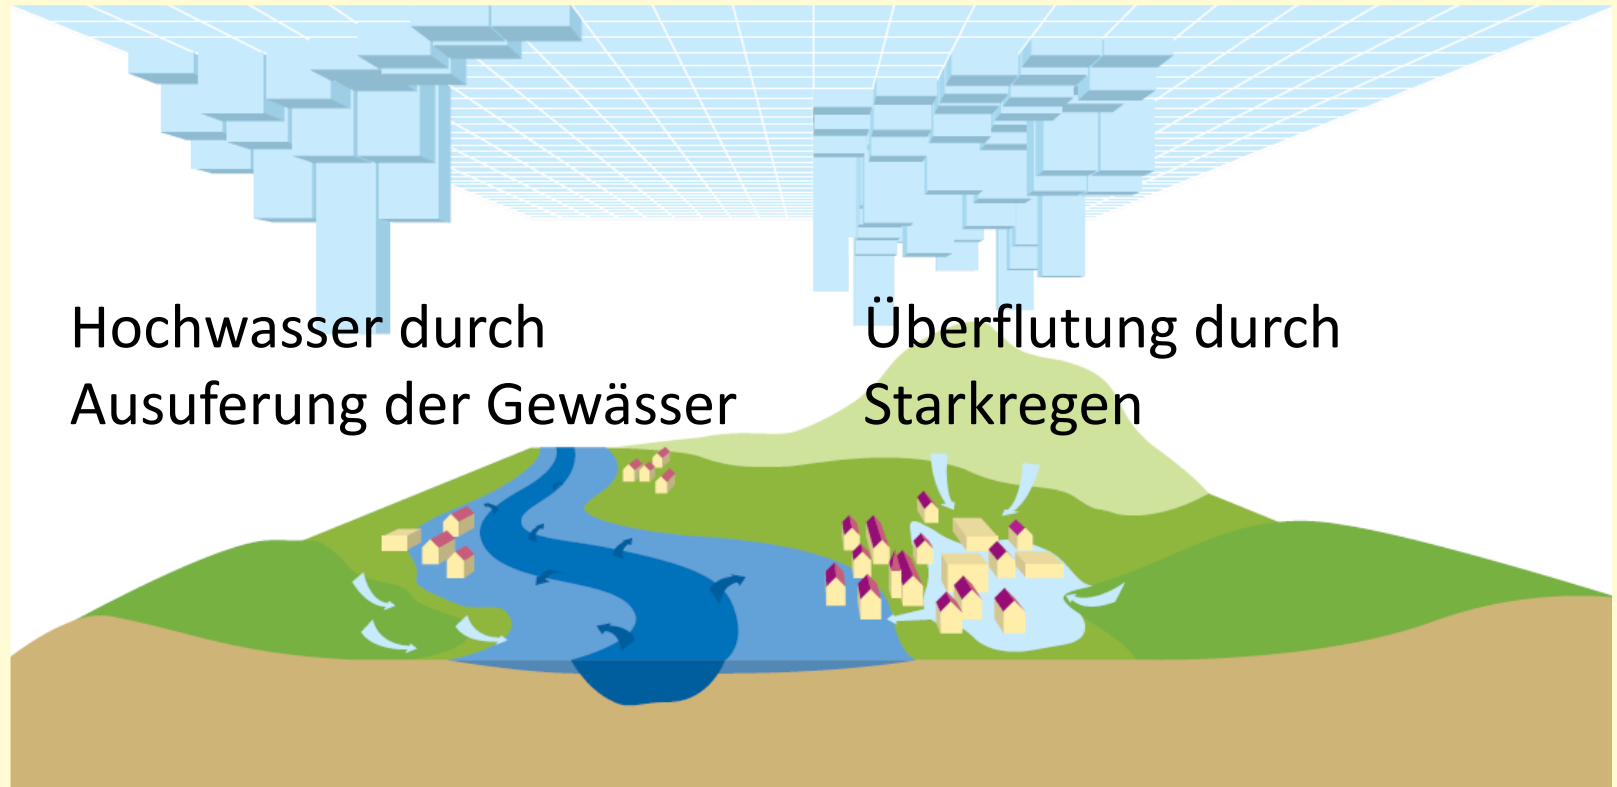 Hochwasser durch
Ausuferung der Gewässer
Überflutung durch
Starkregen